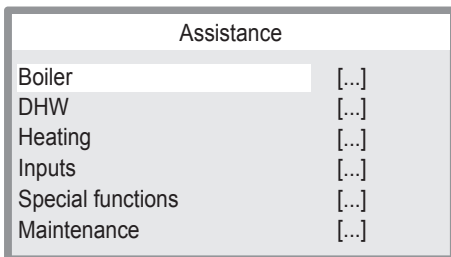 Assistance
Boiler [...]
DHW [...]
Heating [...]
Inputs [...]
Special functions [...]
Maintenance [...]